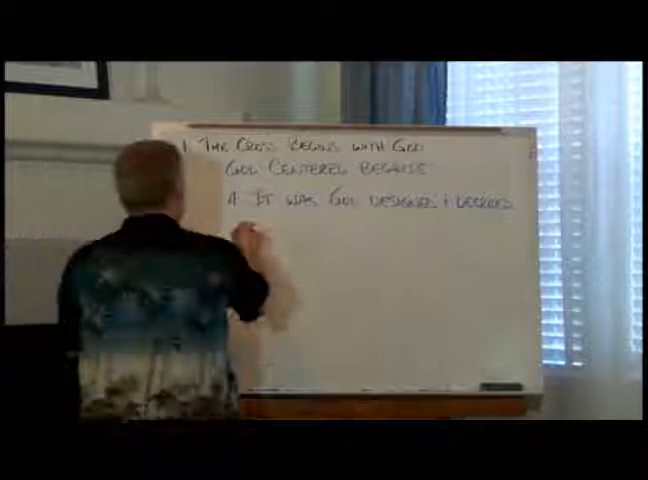 1. THE CROSS BEGINS WITH GOD
GOD CENTERED BECAUSE
A. IT WAS GOD DESIGNED + DECREED